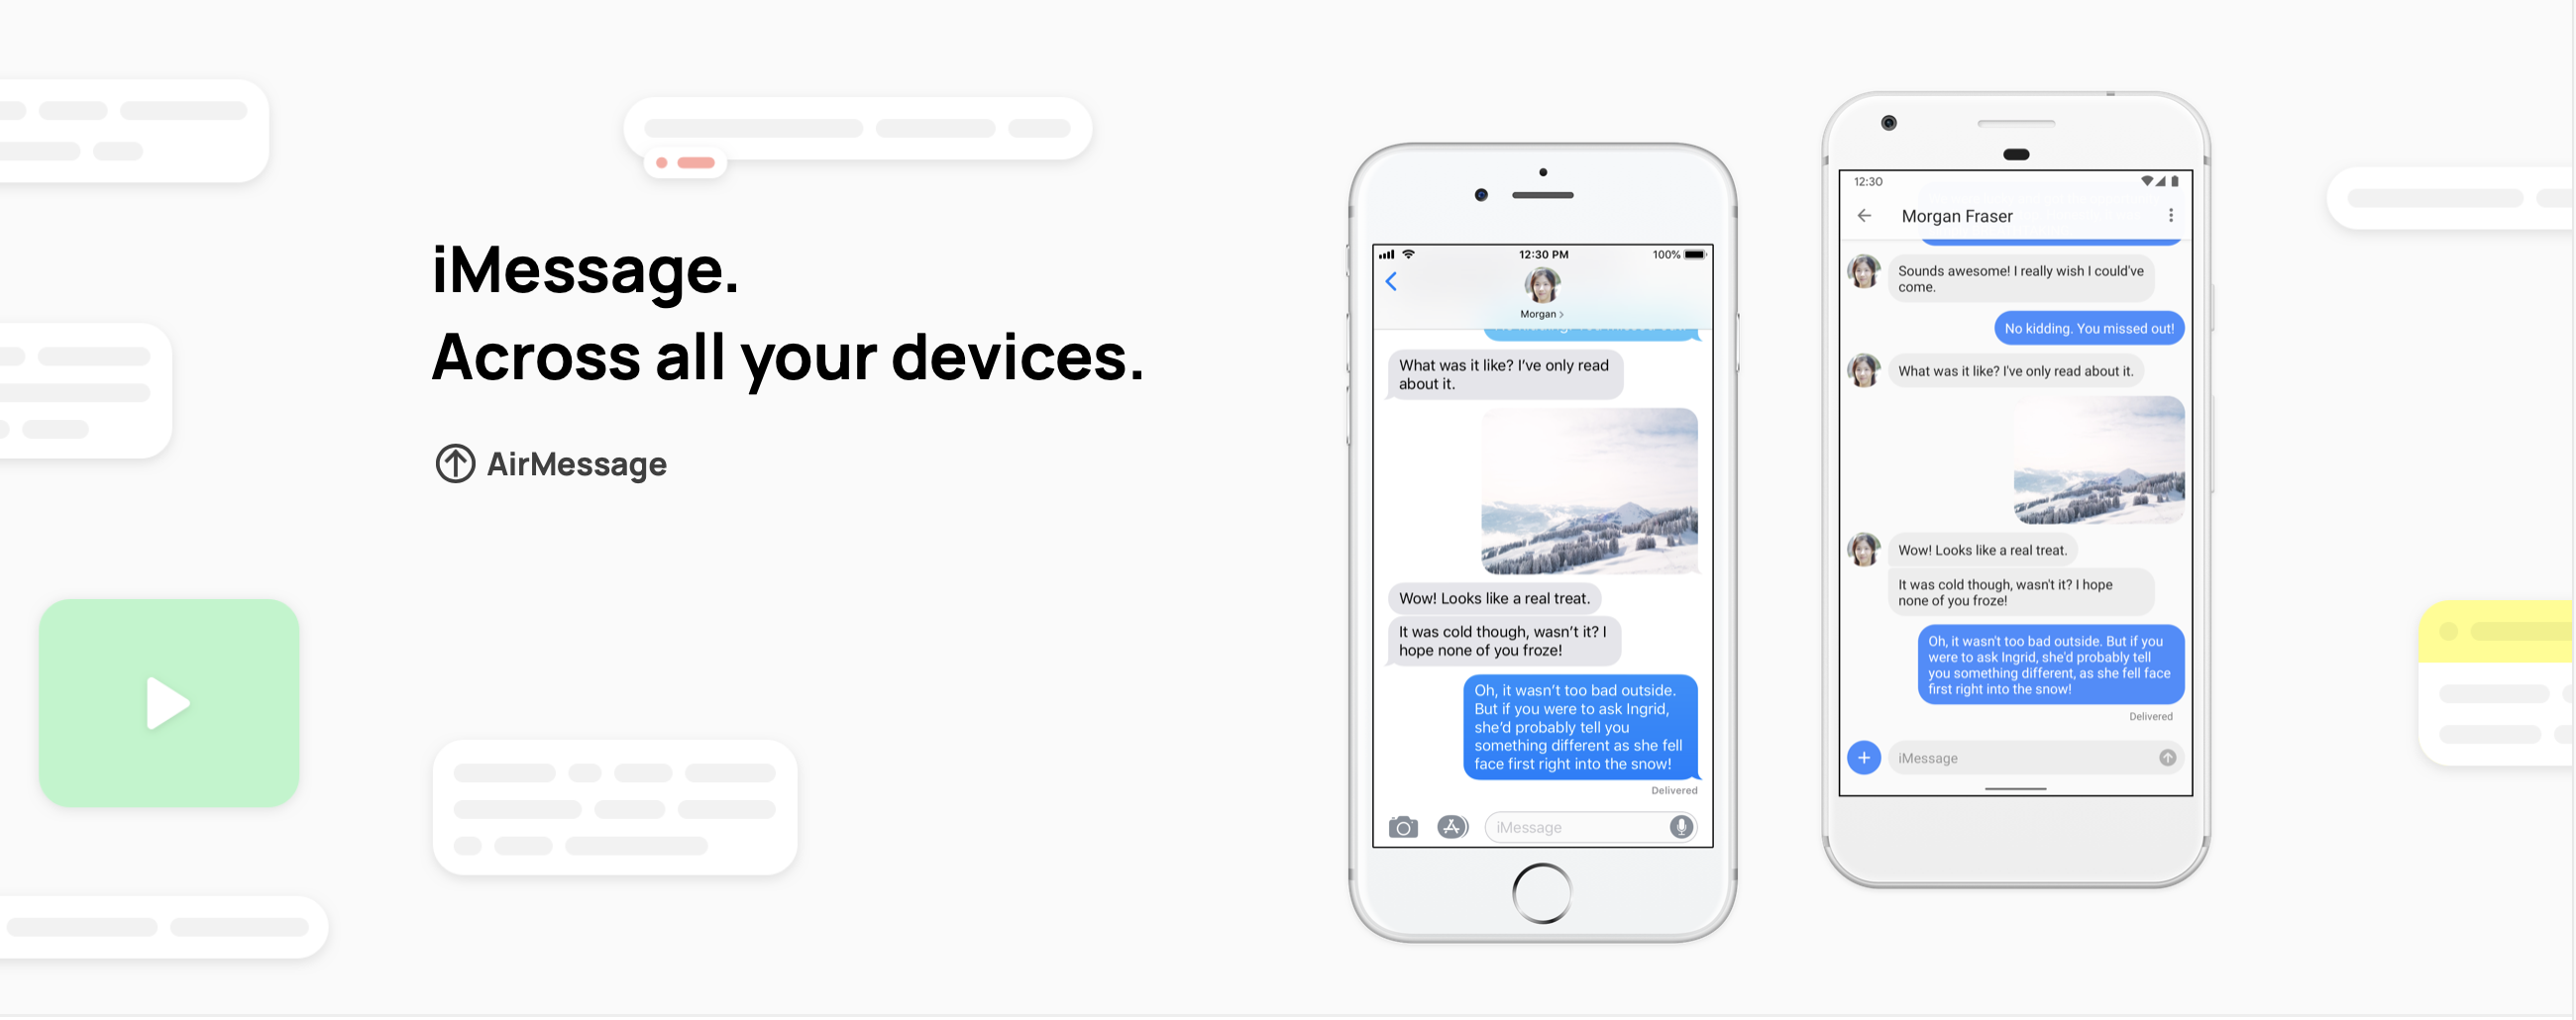 iMessage.
Across all your devices.
AirMessage
12:30 PM
100%
Morgan
What was it like? I’ve only read
about it.
Wow! Looks like a real treat.
It was cold though, wasn’t it? I
hope none of you froze!
Oh, it wasn’t too bad outside.
But if you were to ask Ingrid,
she’d probably tell you
something different as she fell
face first right into the snow!
Delivered
iMessage
12:30
Morgan Fraser
Sounds awesome! I really wish I could've
come.
No kidding. You missed out!
What was it like? I've only read about it.
Wow! Looks like a real treat.
It was cold though, wasn't it? I hope
none of you froze!
Oh, it wasn't too bad outside. But if you
were to ask Ingrid, she'd probably tell
you something different, as she fell face
first right into the snow!
Delivered
iMessage